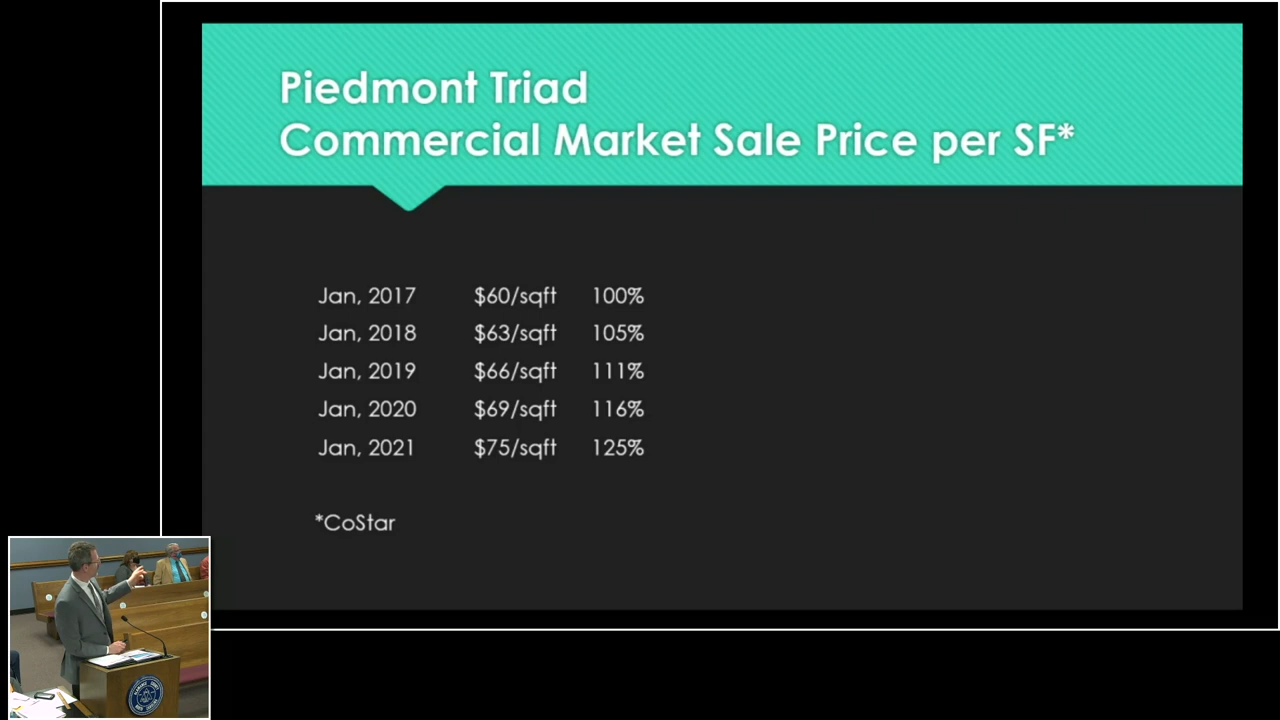 Piedmont Triad
Commercial Market Sale Price per SF*
Jan, 2017 $60/sqft 100%
Jan, 2018 $63/sqft 105%
Jan, 2019 $66/sqft 111%
Jan, 2020 $69/sqft 116%
Jan, 2021 $75/sqft 125%
*CoStar